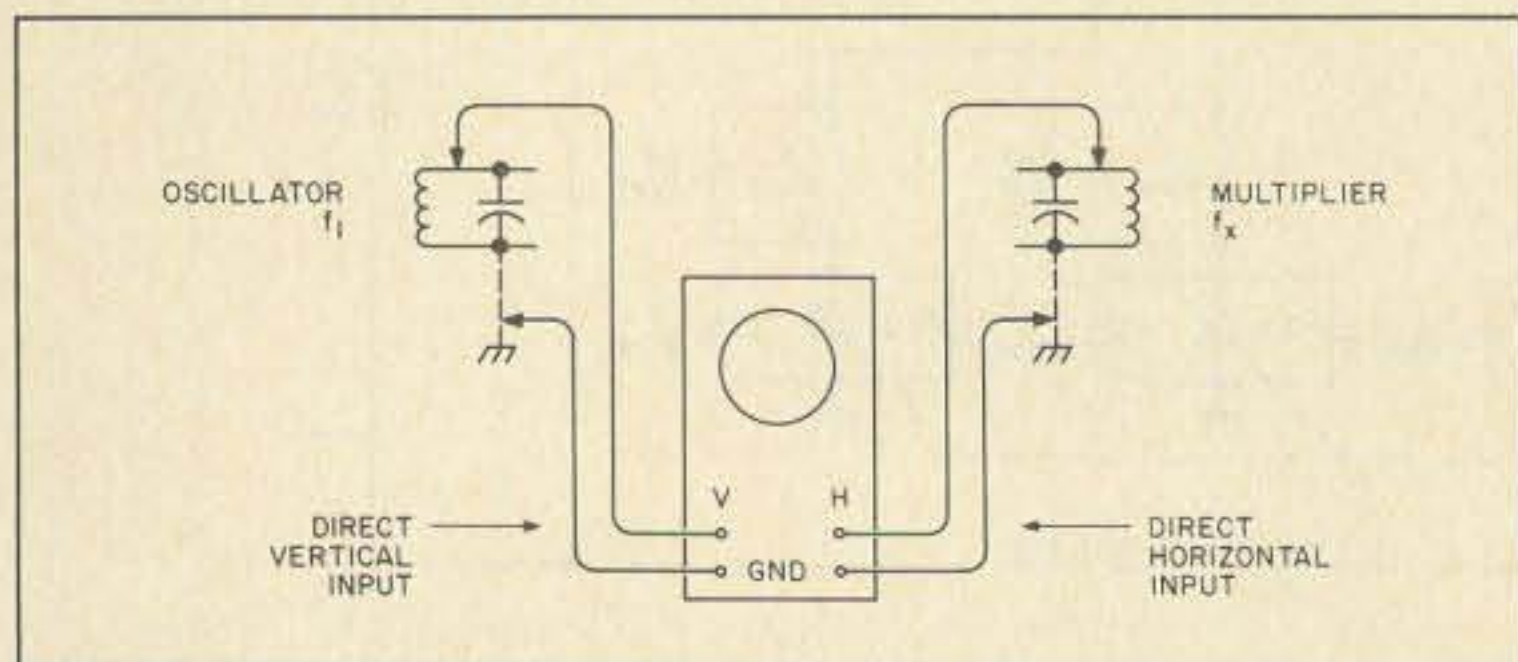 OSCILLATOR
f₁
MULTIPLIER
fₓ
V H
DIRECT
VERTICAL
INPUT
GND
DIRECT
HORIZONTAL
INPUT